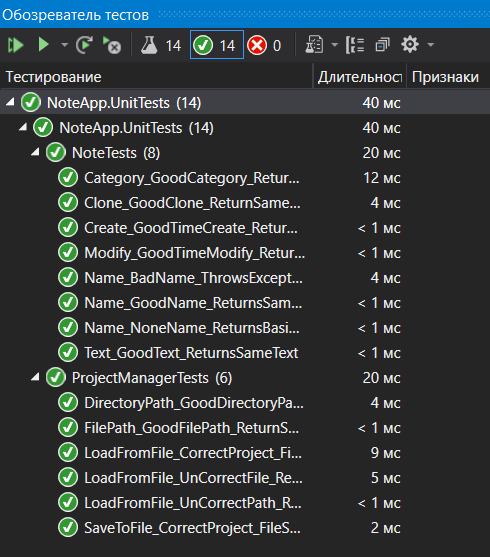 Обозреватель тестов
14 14 0
Тестирование Длительност Признаки
NoteApp.UnitTests (14) 40 мс
NoteApp.UnitTests (14) 40 мс
NoteTests (8) 20 мс
Category_GoodCategory_Retur... 12 мс
Clone_GoodClone_ReturnSame... 4 мс
Create_GoodTimeCreate_Retur... < 1 мс
Modify_GoodTimeModify_Retur... < 1 мс
Name_BadName_ThrowsExcept... 4 мс
Name_GoodName_ReturnsSam... < 1 мс
Name_NoneName_ReturnsBasi... < 1 мс
Text_GoodText_ReturnsSameText < 1 мс
ProjectManagerTests (6) 20 мс
DirectoryPath_GoodDirectoryPa... 4 мс
FilePath_GoodFilePath_ReturnS... < 1 мс
LoadFromFile_CorrectProject_Fi... 9 мс
LoadFromFile_UnCorrectFile_Re... 5 мс
LoadFromFile_UnCorrectPath_R... < 1 мс
SaveToFile_CorrectProject_FileS... 2 мс